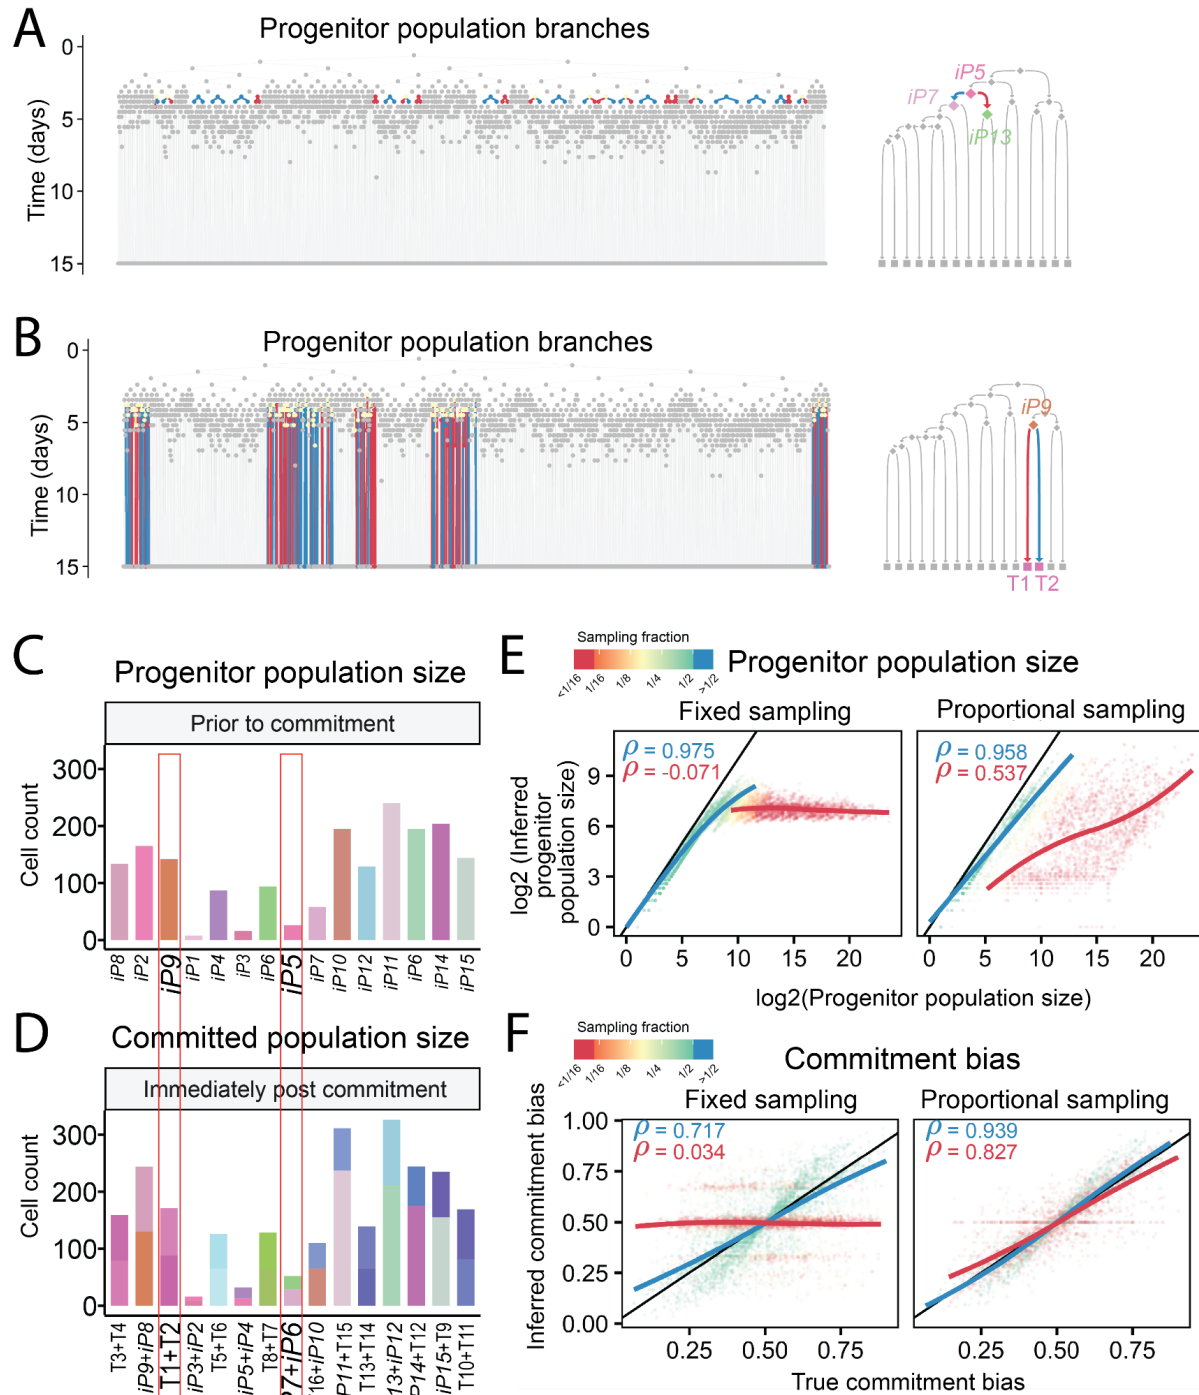 A
Progenitor population branches
0
5
10
15
Time (days)
iP5
iP7
iP13
B
Progenitor population branches
0
5
10
15
Time (days)
iP9
T1 T2
C
Progenitor population size
Prior to commitment
300
200
100
0
Cell count
iP8
iP2
iP9
iP1
iP4
iP3
iP6
iP5
iP7
iP10
iP12
iP11
iP6
iP14
iP15
D
Committed population size
Immediately post commitment
300
200
100
0
Cell count
T3+T4
iP9+iP8
T1+T2
iP3+iP2
T5+T6
iP5+iP4
T8+T7
P7+iP6
T16+iP10
iP11+T15
T13+T14
13+iP12
iP14+T12
iP15+T9
T10+T11
E
Sampling fraction
<1/16
1/16
1/8
1/4
1/2
>1/2
Progenitor population size
Fixed sampling
Proportional sampling
ρ = 0.975
ρ = -0.071
ρ = 0.958
ρ = 0.537
9
6
3
0
log2 (Inferred
progenitor
population size)
0 5 10 15 20
0 5 10 15 20
log2(Progenitor population size)
F
Sampling fraction
<1/16
1/16
1/8
1/4
1/2
>1/2
Commitment bias
Fixed sampling
Proportional sampling
ρ = 0.717
ρ = 0.034
ρ = 0.939
ρ = 0.827
1.00
0.75
0.50
0.25
0.00
Inferred commitment bias
0.25 0.50 0.75
0.25 0.50 0.75
True commitment bias